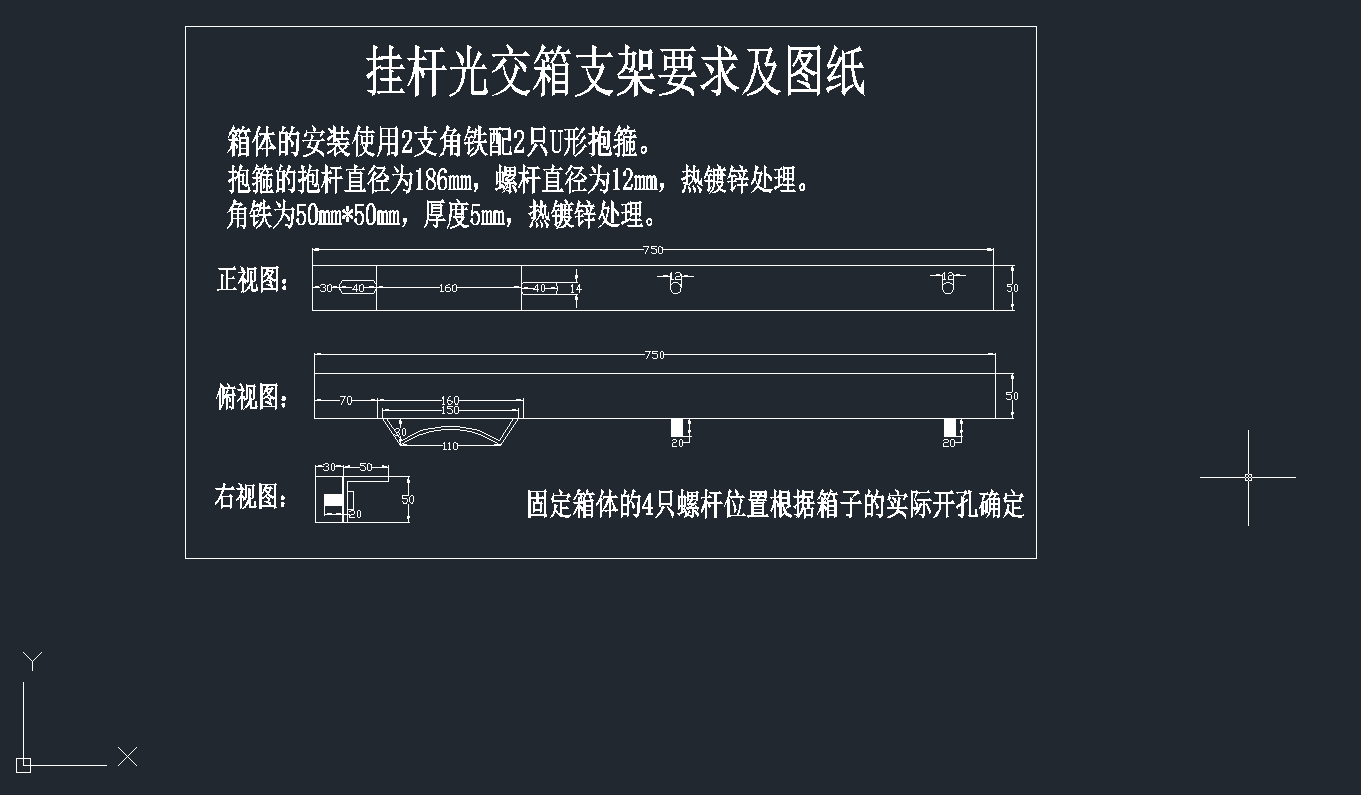 挂杆光交箱支架要求及图纸
箱体的安装使用2支角铁配2只U形抱箍。
抱箍的抱杆直径为186mm，螺杆直径为12mm，热镀锌处理。
角铁为50mm*50mm，厚度5mm，热镀锌处理。
750
正视图：
12 12
30 40 160 40 14 50
750
俯视图：
50
70 160
150
30
110
20 20
右视图：
30 50
50
20
固定箱体的4只螺杆位置根据箱子的实际开孔确定
Y
X